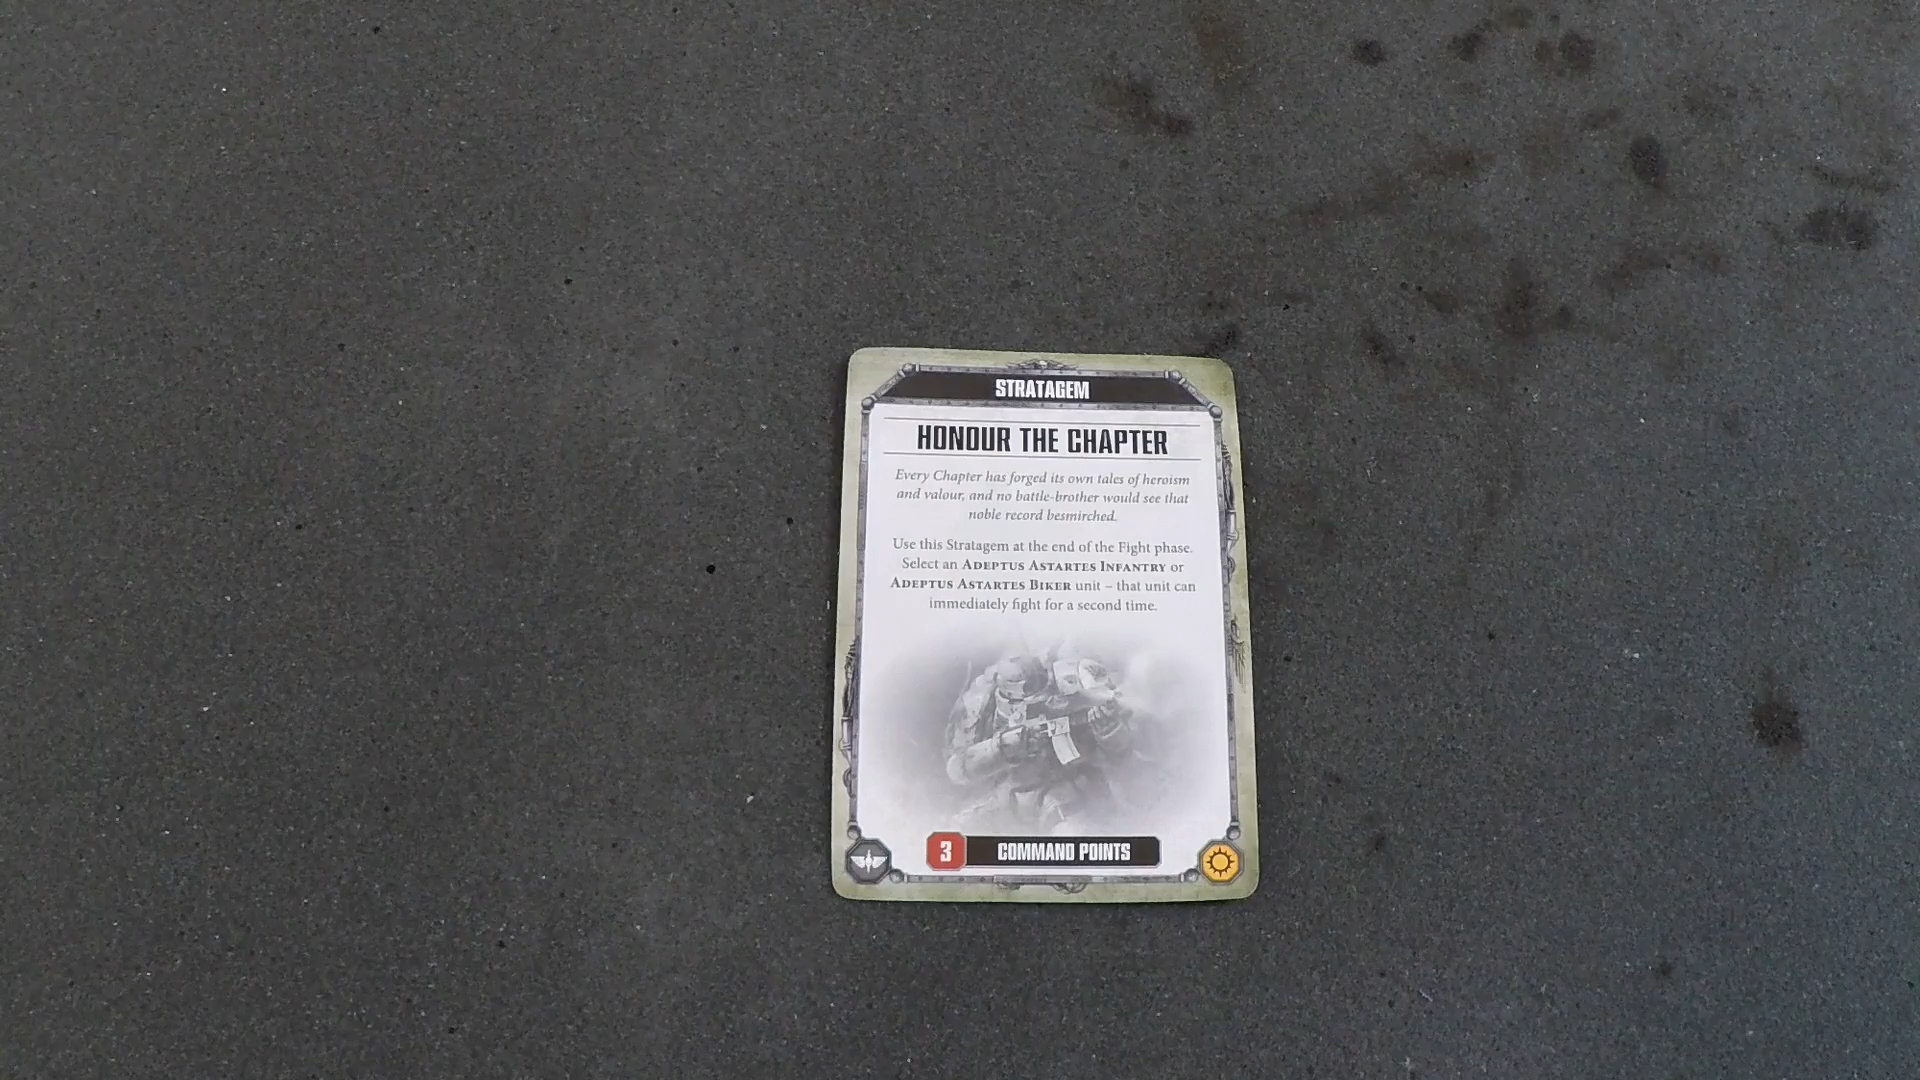 STRATAGEM
HONOUR THE CHAPTER
Every Chapter has forged its own tales of heroism
and valour, and no battle-brother would see that
noble record besmirched.
Use this Stratagem at the end of the Fight phase.
Select an ADEPTUS ASTARTES INFANTRY or
ADEPTUS ASTARTES BIKER unit – that unit can
immediately fight for a second time.
3 COMMAND POINTS